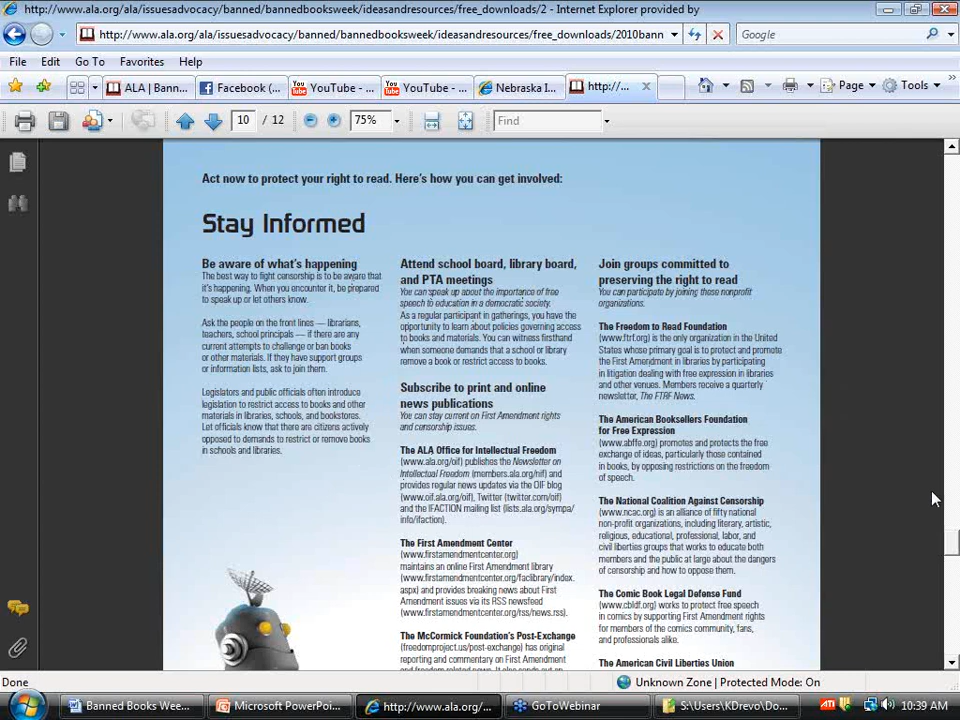 http://www.ala.org/ala/issuesadvocacy/banned/bannedbooksweek/ideasandresources/free_downloads/2 - Internet Explorer provided by
http://www.ala.org/ala/issuesadvocacy/banned/bannedbooksweek/ideasandresources/free_downloads/2010bann
Google
File Edit Go To Favorites Help
ALA | Bann...
Facebook (...
YouTube - ...
YouTube - ...
Nebraska l...
http://...
Page
Tools
10 / 12
75%
Find
Act now to protect your right to read. Here's how you can get involved:
Stay Informed
Be aware of what's happening
The best way to fight censorship is to be aware that
it's happening. When you encounter it, be prepared
to speak up or let others know.
Ask the people on the front lines — librarians,
teachers, school principals — if there are any
current attempts to challenge or ban books
or other materials. If they have support groups
or information lists, ask to join them.
Legislators and public officials often introduce
legislation to restrict access to books and other
materials in libraries, schools, and bookstores.
Let officials know that there are citizens actively
opposed to demands to restrict or remove books
in schools and libraries.
Attend school board, library board,
and PTA meetings
You can speak up about the importance of free
speech to education in a democratic society.
As a regular participant in gatherings, you have the
opportunity to learn about policies governing access
to books and materials. You can witness firsthand
when someone demands that a school or library
remove a book or restrict access to books.
Subscribe to print and online
news publications
You can stay current on First Amendment rights
and censorship issues.
The ALA Office for Intellectual Freedom
(www.ala.org/oif) publishes the Newsletter on
Intellectual Freedom (members.ala.org/nif) and
provides regular news updates via the OIF blog
(www.oif.ala.org/oif), Twitter (twitter.com/oif)
and the IFACTION mailing list (lists.ala.org/sympa/
info/ifaction).
The First Amendment Center
(www.firstamendmentcenter.org)
maintains an online First Amendment library
(www.firstamendmentcenter.org/faclibrary/index.
aspx) and provides breaking news about First
Amendment issues via its RSS newsfeed
(www.firstamendmentcenter.org/rss/news.rss).
The McCormick Foundation's Post-Exchange
(freedomproject.us/post-exchange) has original
reporting and commentary on First Amendment
Join groups committed to
preserving the right to read
You can participate by joining these nonprofit
organizations.
The Freedom to Read Foundation
(www.ftrf.org) is the only organization in the United
States whose primary goal is to protect and promote
the First Amendment in libraries by participating
in litigation dealing with free expression in libraries
and other venues. Members receive a quarterly
newsletter, The FTRF News.
The American Booksellers Foundation
for Free Expression
(www.abffe.org) promotes and protects the free
exchange of ideas, particularly those contained
in books, by opposing restrictions on the freedom
of speech.
The National Coalition Against Censorship
(www.ncac.org) is an alliance of fifty national
non-profit organizations, including literary, artistic,
religious, educational, professional, labor, and
civil liberties groups that works to educate both
members and the public at large about the dangers
of censorship and how to oppose them.
The Comic Book Legal Defense Fund
(www.cbldf.org) works to protect free speech
in comics by supporting First Amendment rights
for members of the comics community, fans,
and professionals alike.
The American Civil Liberties Union
Done
Unknown Zone | Protected Mode: On
Banned Books Wee...
Microsoft PowerPoi...
http://www.ala.org/...
GoToWebinar
S:\Users\KDrevo\Do...
10:39 AM